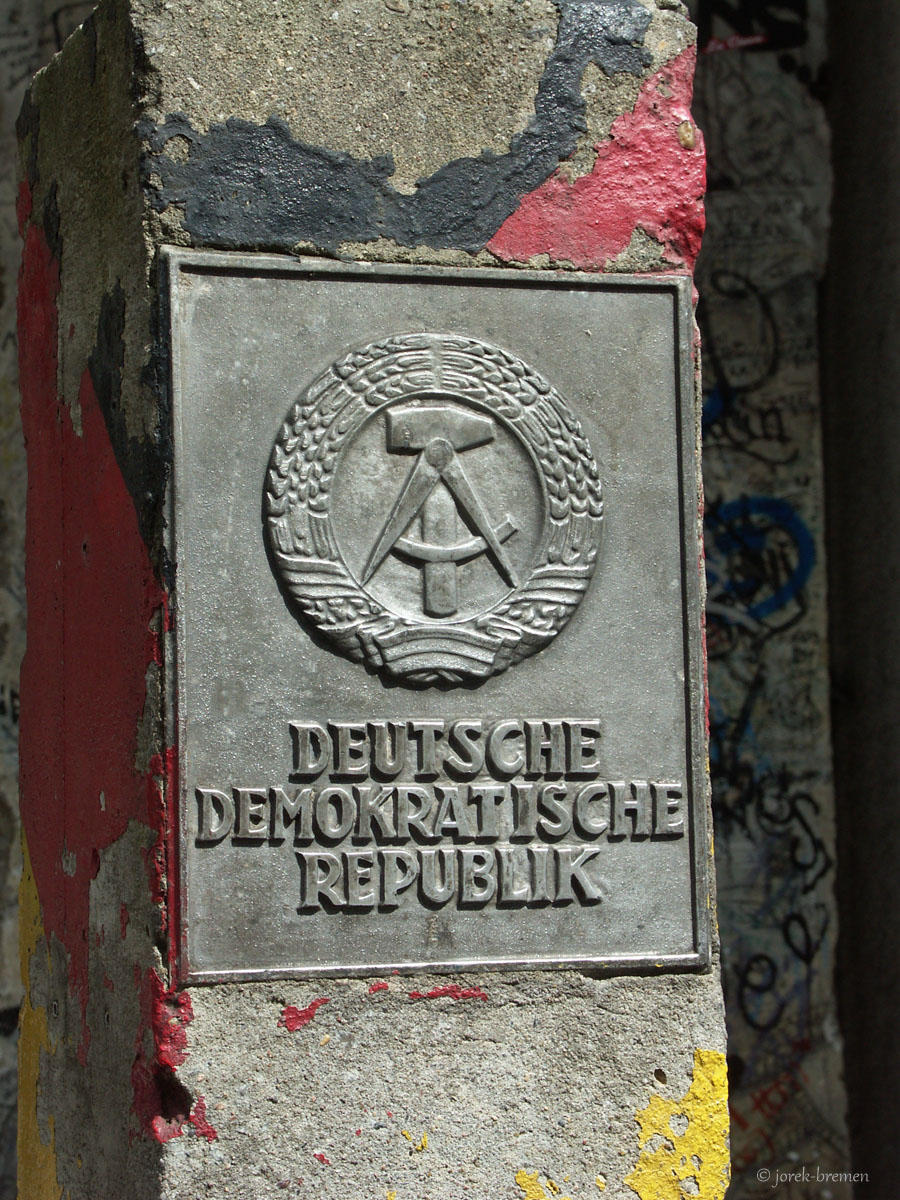 DEUTSCHE
DEMOKRATISCHE
REPUBLIK
© jorek-bremen